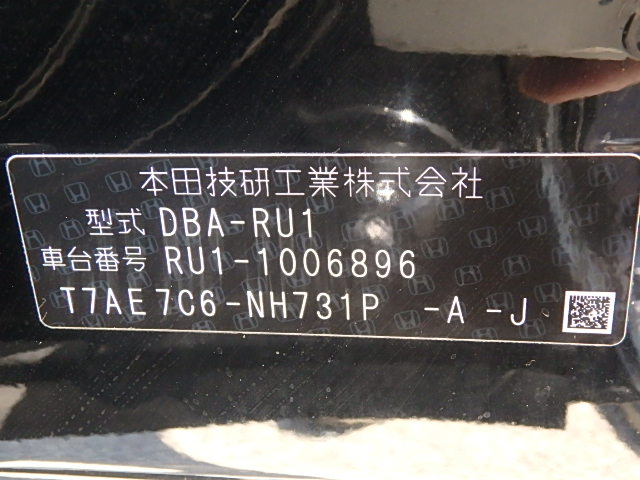 本田技研工業株式会社
型式 DBA-RU1
車台番号 RU1-1006896
T7AE7C6-NH731P -A -J